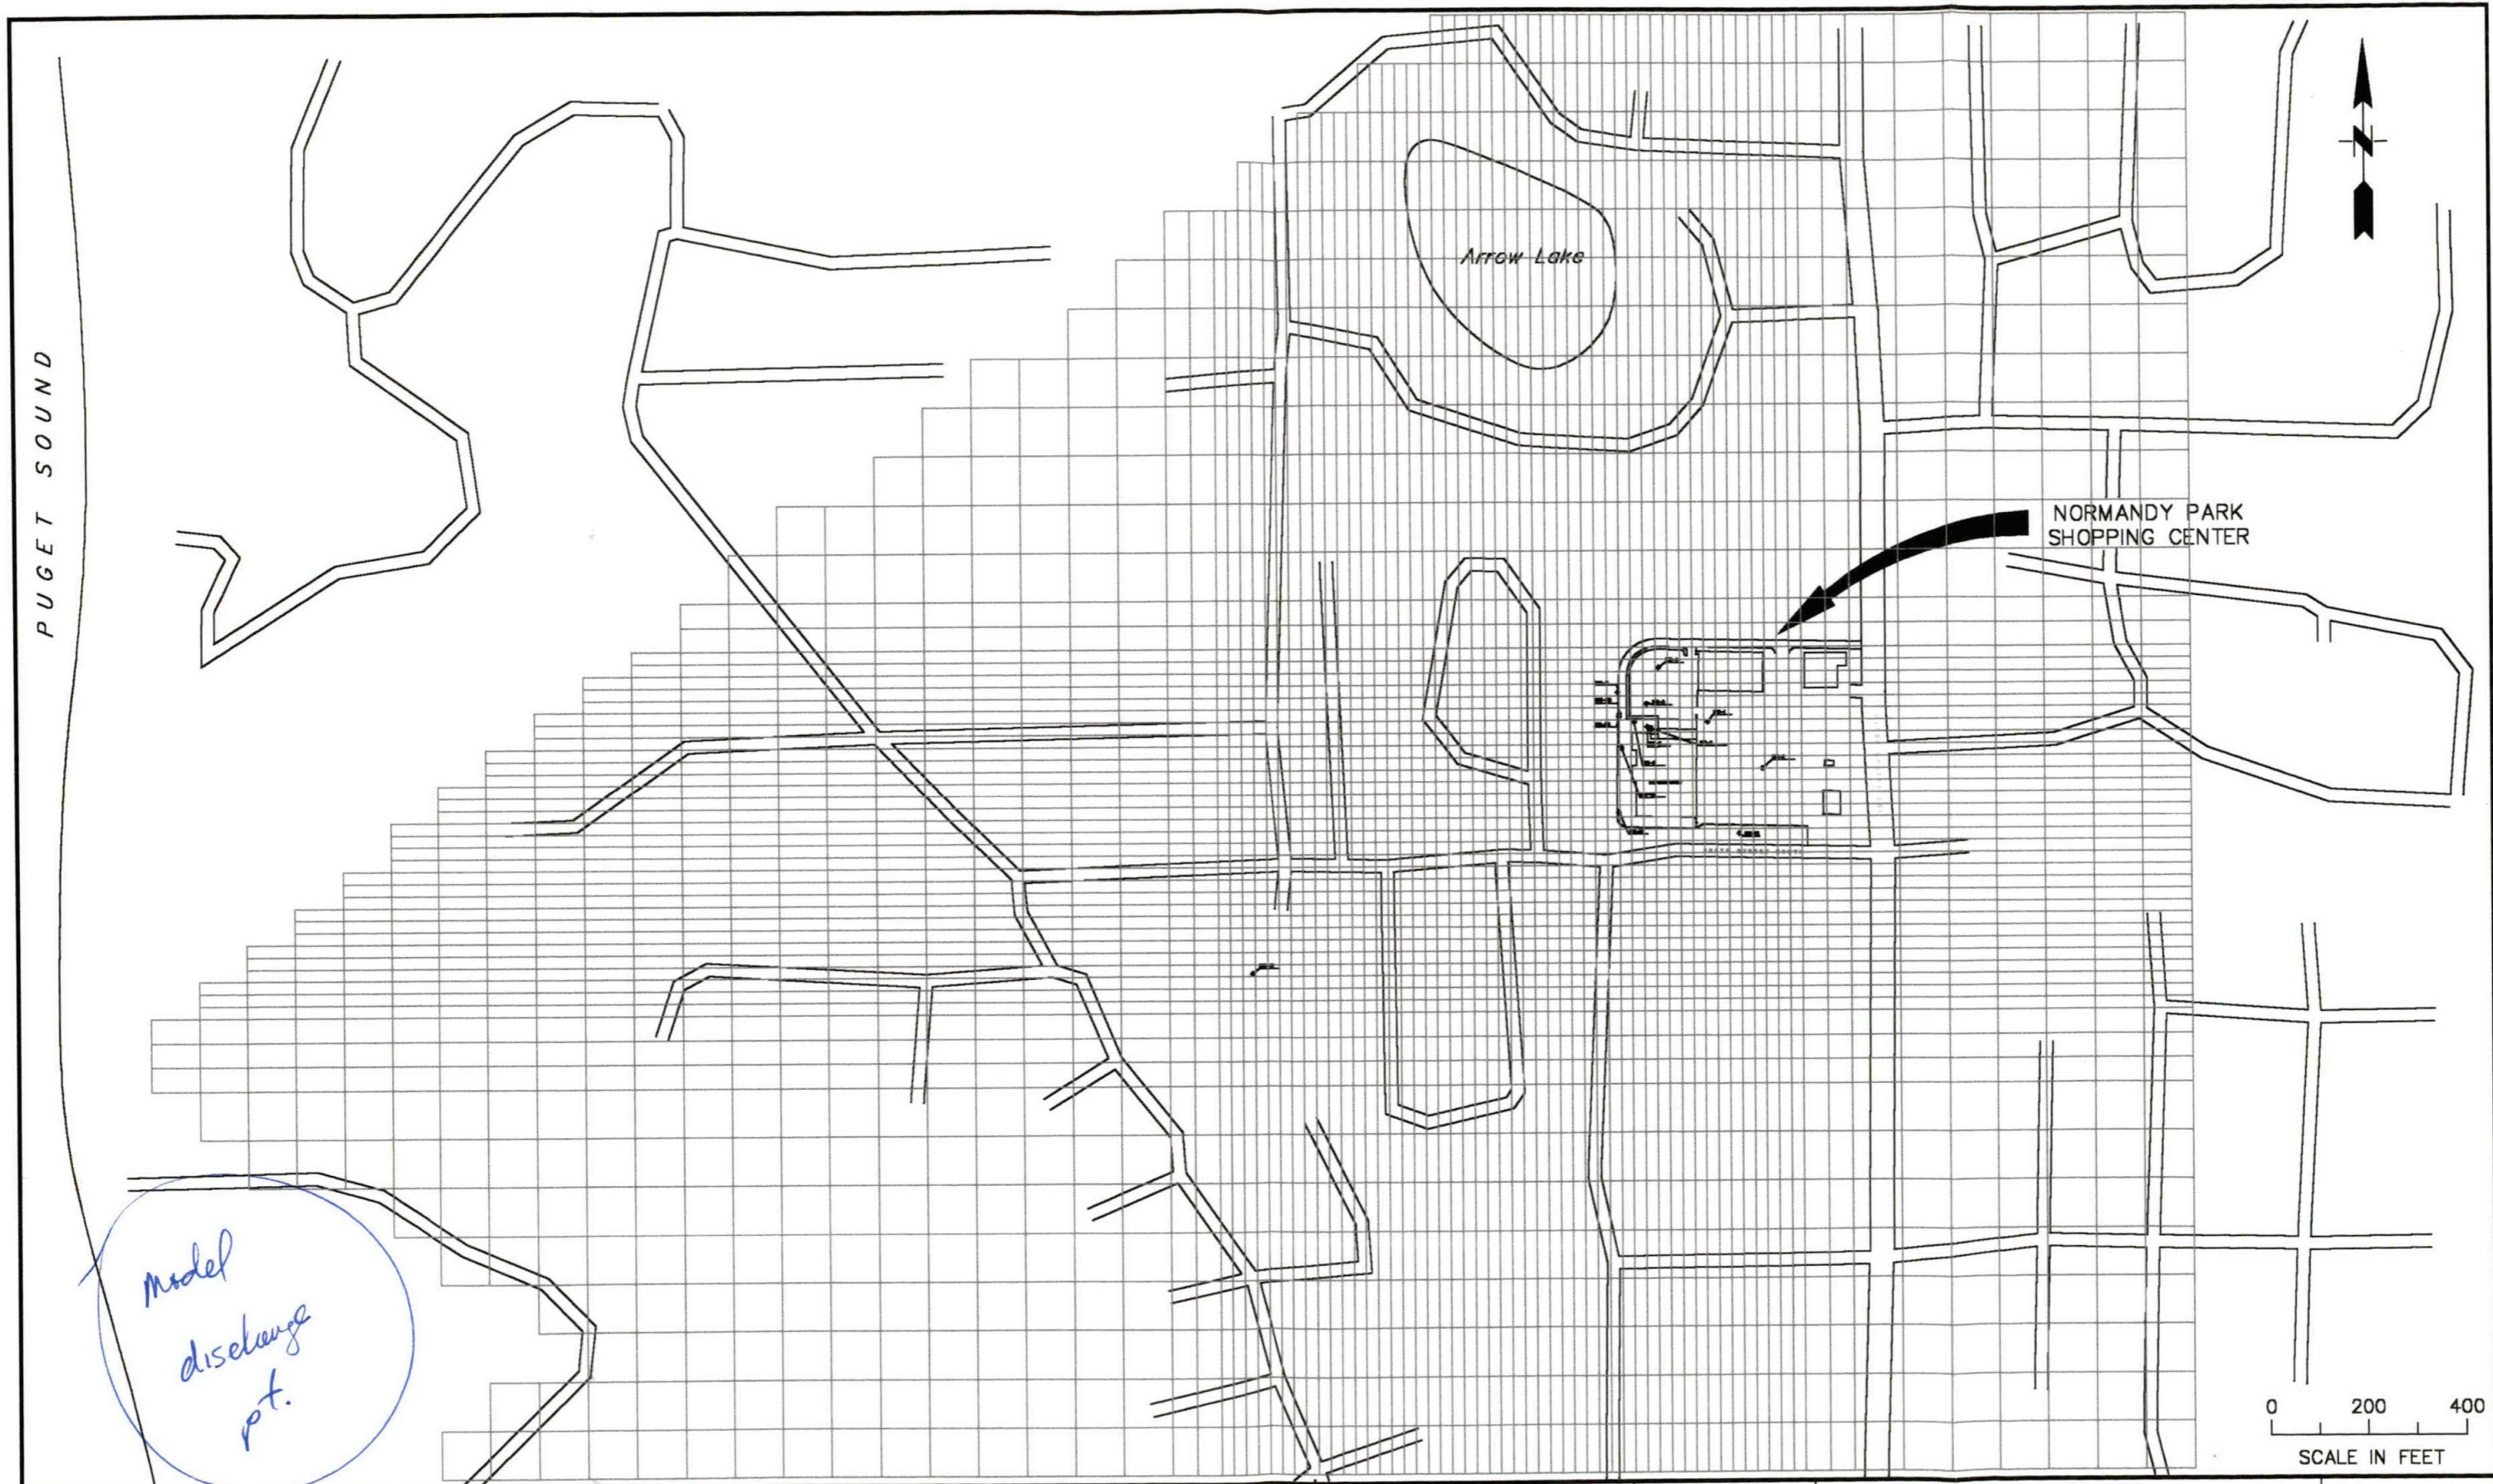 PUGET SOUND
Arrow Lake
N
NORMANDY PARK
SHOPPING CENTER
Model
discharge
pt.
0 200 400
SCALE IN FEET